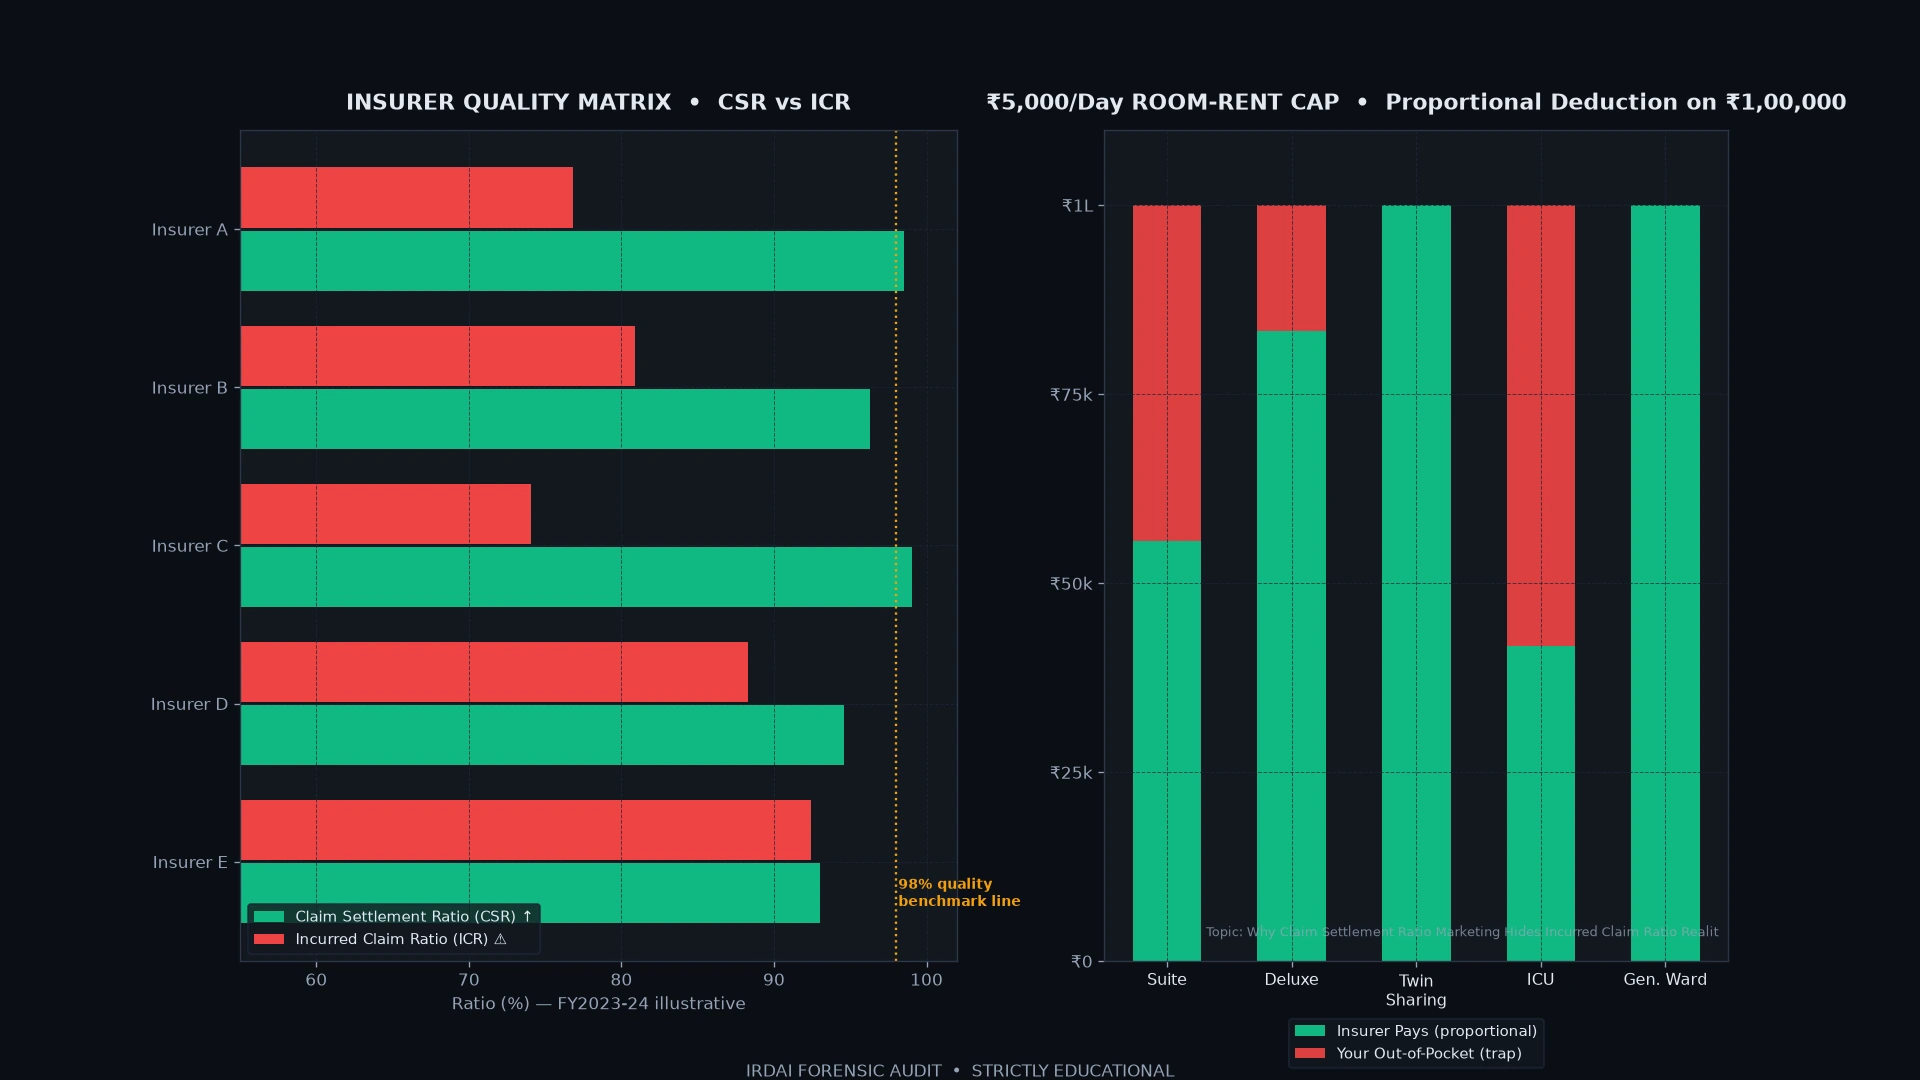 INSURER QUALITY MATRIX • CSR vs ICR
Insurer A
Insurer B
Insurer C
Insurer D
Insurer E
98% quality
benchmark line
Claim Settlement Ratio (CSR) ↑
Incurred Claim Ratio (ICR) ⚠
60 70 80 90 100
Ratio (%) — FY2023-24 illustrative
₹5,000/Day ROOM-RENT CAP • Proportional Deduction on ₹1,00,000
₹1L
₹75k
₹50k
₹25k
₹0
Topic: Why Claim Settlement Ratio Marketing Hides Incurred Claim Ratio Realit
Suite Deluxe Twin Sharing ICU Gen. Ward
Insurer Pays (proportional)
Your Out-of-Pocket (trap)
IRDAI FORENSIC AUDIT • STRICTLY EDUCATIONAL